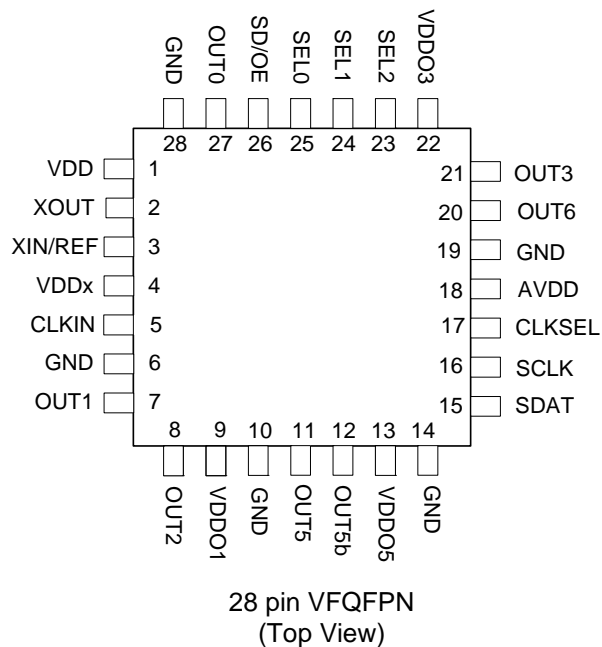 GND
OUT0
SD/OE
SEL0
SEL1
SEL2
VDDO3
28
27
26
25
24
23
22
VDD
1
XOUT
2
XIN/REF
3
VDDx
4
CLKIN
5
GND
6
OUT1
7
21
OUT3
20
OUT6
19
GND
18
AVDD
17
CLKSEL
16
SCLK
15
SDAT
8
9
10
11
12
13
14
OUT2
VDDO1
GND
OUT5
OUT5b
VDDO5
GND
28 pin VFQFPN
(Top View)